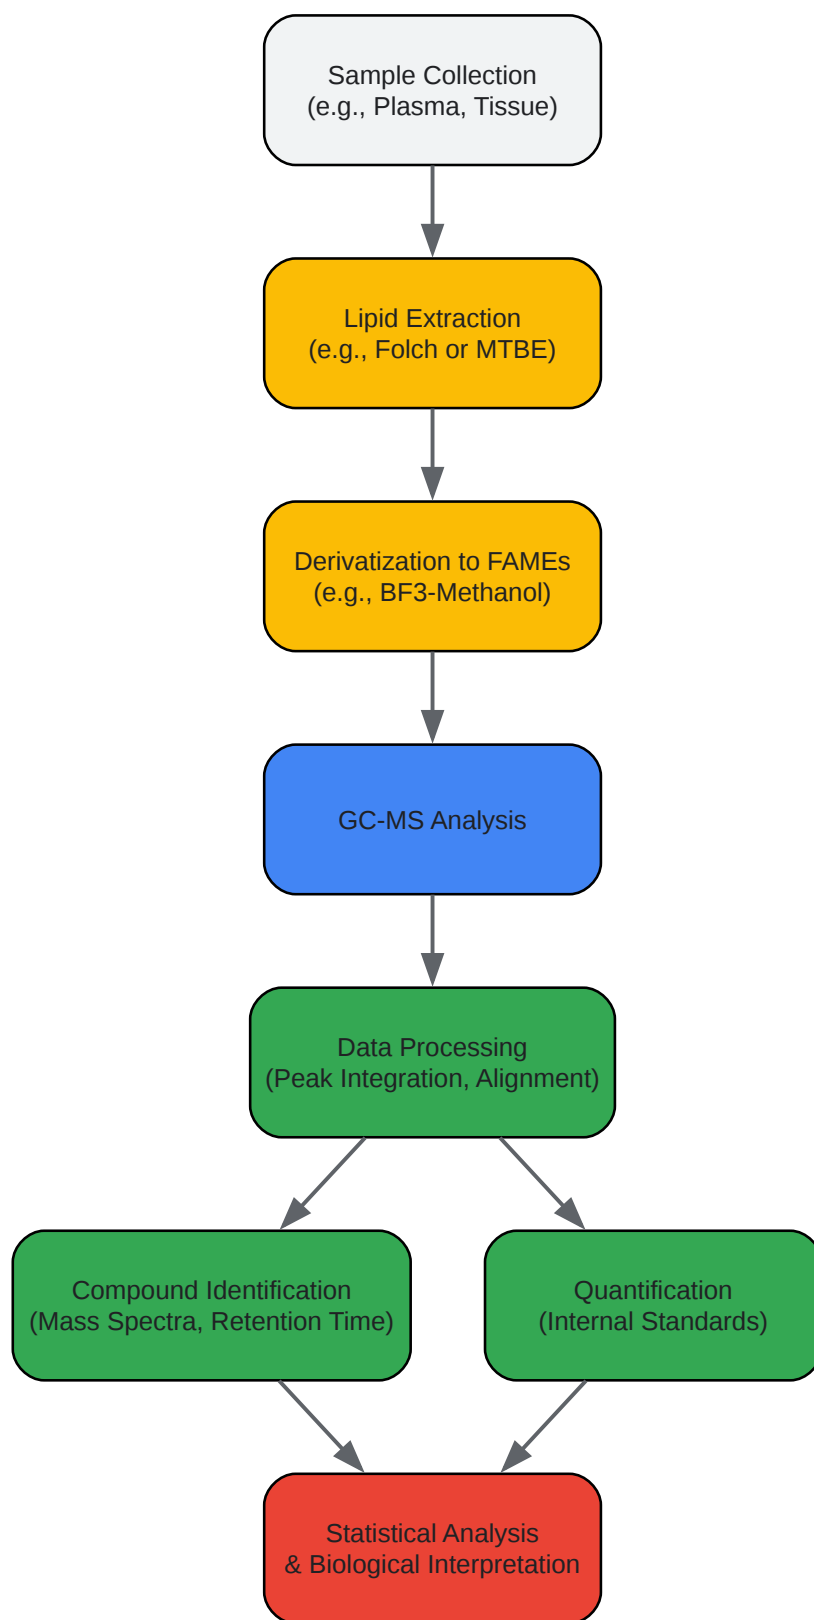 Sample Collection
(e.g., Plasma, Tissue)
Lipid Extraction
(e.g., Folch or MTBE)
Derivatization to FAMEs
(e.g., BF3-Methanol)
GC-MS Analysis
Data Processing
(Peak Integration, Alignment)
Compound Identification
(Mass Spectra, Retention Time)
Quantification
(Internal Standards)
Statistical Analysis
& Biological Interpretation